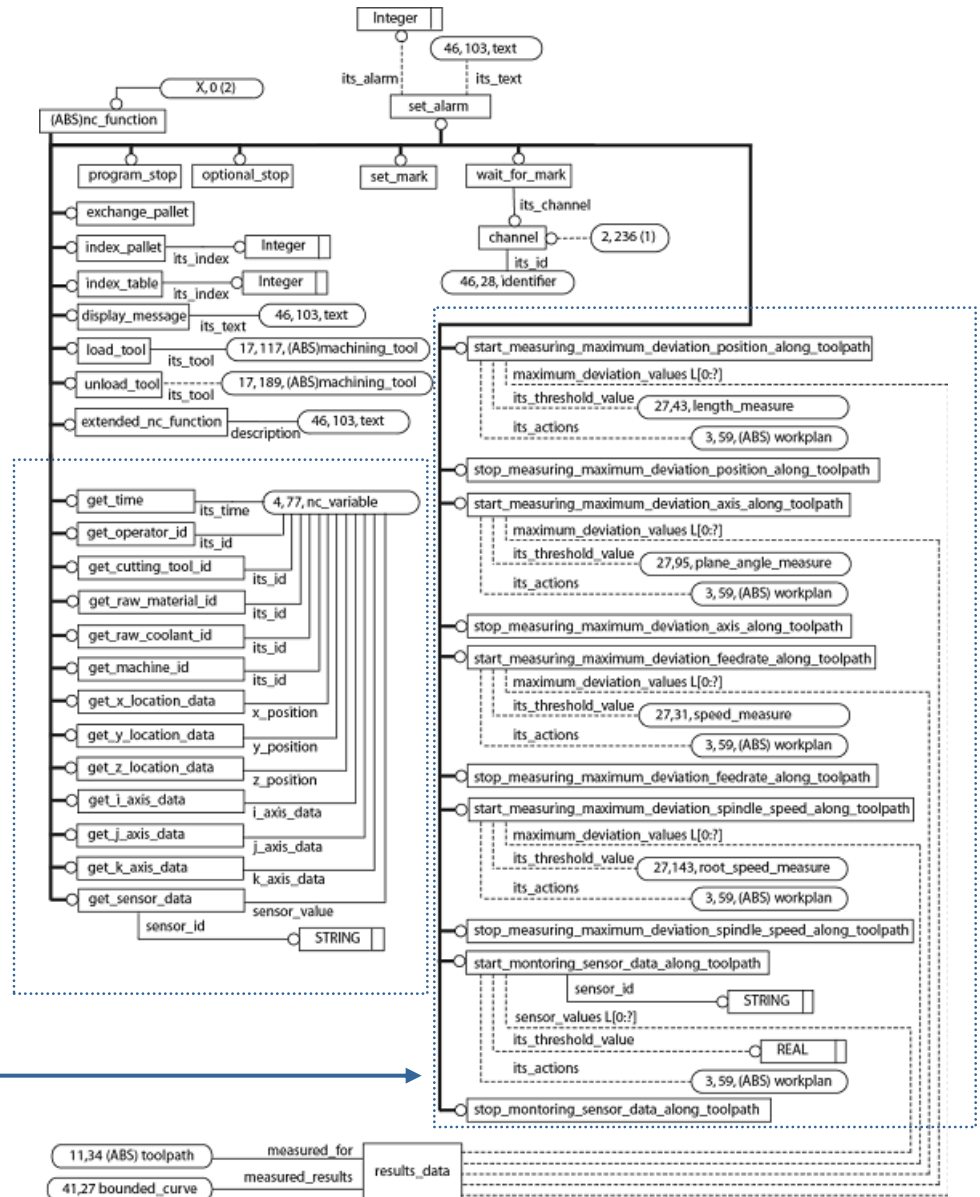 Integer
46, 103, text
its_alarm
its_text
X, 0 (2)
set_alarm
(ABS)nc_function
program_stop
optional_stop
set_mark
wait_for_mark
exchange_pallet
its_channel
index_pallet
its_index
Integer
channel
2, 236 (1)
its_id
index_table
its_index
Integer
46, 28, identifier
display_message
its_text
46, 103, text
load_tool
its_tool
17, 117, (ABS)machining_tool
unload_tool
its_tool
17, 189, (ABS)machining_tool
extended_nc_function
description
46, 103, text
get_time
its_time
4, 77, nc_variable
get_operator_id
its_id
get_cutting_tool_id
its_id
get_raw_material_id
its_id
get_raw_coolant_id
its_id
get_machine_id
its_id
get_x_location_data
x_position
get_y_location_data
y_position
get_z_location_data
z_position
get_i_axis_data
i_axis_data
get_j_axis_data
j_axis_data
get_k_axis_data
k_axis_data
get_sensor_data
sensor_value
sensor_id
STRING
start_measuring_maximum_deviation_position_along_toolpath
maximum_deviation_values L[0:?]
its_threshold_value
27,43, length_measure
its_actions
3, 59, (ABS) workplan
stop_measuring_maximum_deviation_position_along_toolpath
start_measuring_maximum_deviation_axis_along_toolpath
maximum_deviation_values L[0:?]
its_threshold_value
27,95, plane_angle_measure
its_actions
3, 59, (ABS) workplan
stop_measuring_maximum_deviation_axis_along_toolpath
start_measuring_maximum_deviation_feedrate_along_toolpath
maximum_deviation_values L[0:?]
its_threshold_value
27,31, speed_measure
its_actions
3, 59, (ABS) workplan
stop_measuring_maximum_deviation_feedrate_along_toolpath
start_measuring_maximum_deviation_spindle_speed_along_toolpath
maximum_deviation_values L[0:?]
its_threshold_value
27,143, root_speed_measure
its_actions
3, 59, (ABS) workplan
stop_measuring_maximum_deviation_spindle_speed_along_toolpath
start_montoring_sensor_data_along_toolpath
sensor_id
STRING
sensor_values L[0:?]
its_threshold_value
REAL
its_actions
3, 59, (ABS) workplan
stop_montoring_sensor_data_along_toolpath
11,34 (ABS) toolpath
measured_for
results_data
measured_results
41,27 bounded_curve